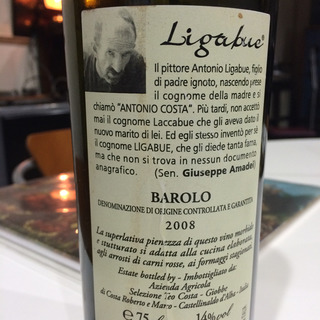 Ligabue®
Il pittore Antonio Ligabue, figlio
di padre ignoto, nascendo prese
il cognome della madre e si
chiamò "ANTONIO COSTA". Più tardi, non accettò
mai il cognome Laccabue che gli aveva dato il
nuovo marito di lei. Ed egli stesso inventò per sè
il cognome LIGABUE, che gli diede tanta fama,
ma che non si trova in nessun documento
anagrafico. (Sen. Giuseppe Amadei)
BAROLO
DENOMINAZIONE DI ORIGINE CONTROLLATA E GARANTITA
2008
La superlativa pienezza di questo vino morbido
e strutturato si adatta alla cucina elaborata,
agli arrosti di carni rosse, ai formaggi stagionati.
Estate bottled by - Imbottigliato da:
Azienda Agricola
Selezione Teo Costa - Giobbe
di Costa Roberto e Marco - Castellinaldo d'Alba - Italia
e 75 14% vol